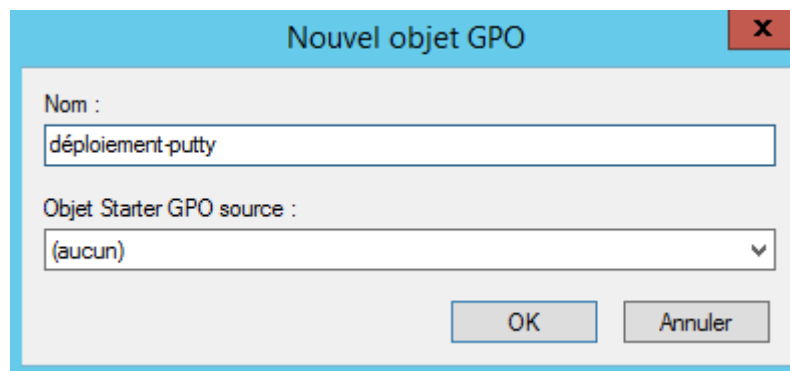 Nouvel objet GPO
Nom :
déploiement-putty
Objet Starter GPO source :
(aucun)
OK Annuler